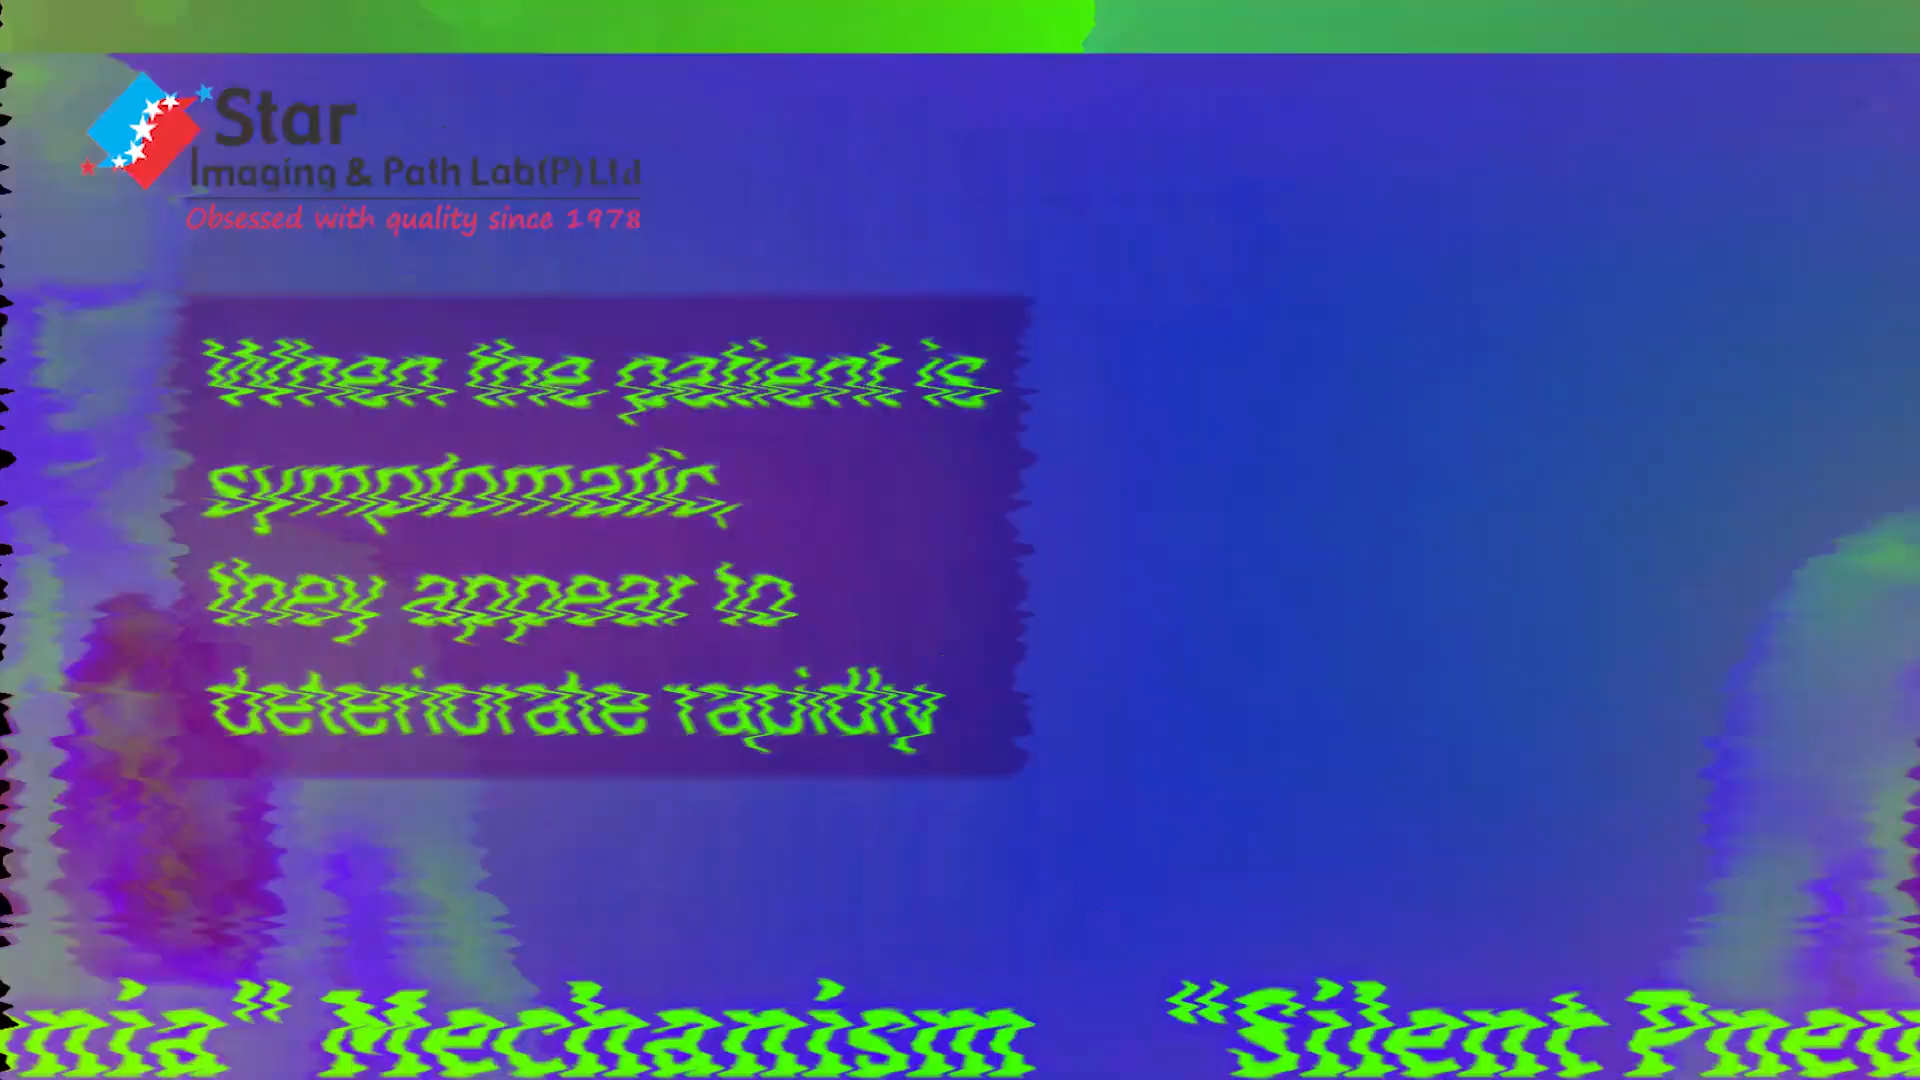 Star
Imaging & Path Lab(P) Ltd
Obsessed with quality since 1978
When the patient is
symptomatic,
they appear to
deteriorate rapidly
nia" Mechanism "Silent Pneu